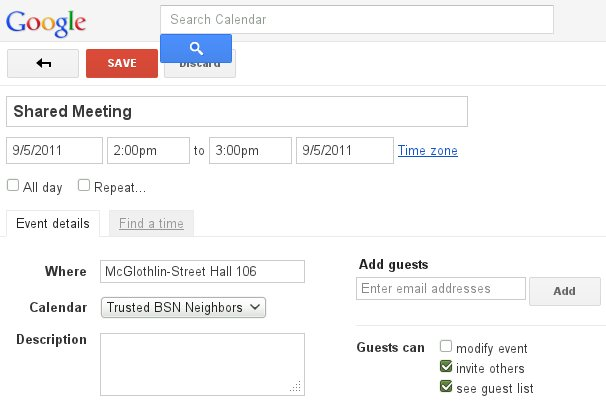 Google
Search Calendar
SAVE
Discard
Shared Meeting
9/5/2011 2:00pm to 3:00pm 9/5/2011 Time zone
All day Repeat...
Event details Find a time
Where McGlothlin-Street Hall 106
Calendar Trusted BSN Neighbors
Description
Add guests
Enter email addresses Add
Guests can modify event
invite others
see guest list